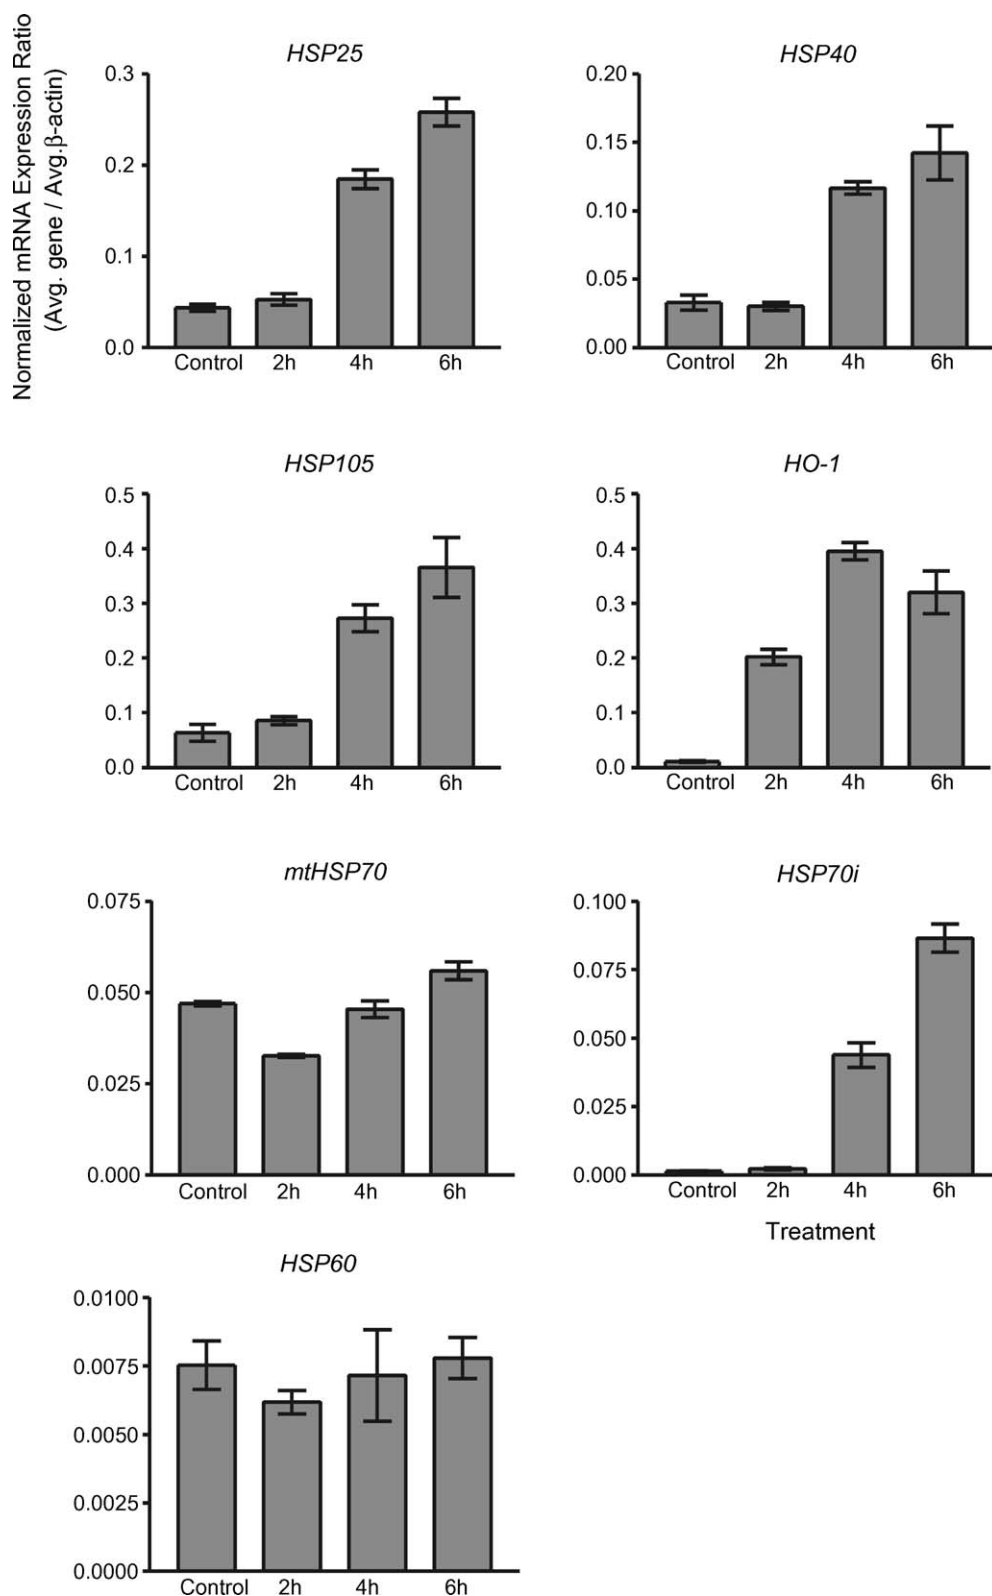 Normalized mRNA Expression Ratio
(Avg. gene / Avg.β-actin)
HSP25
0.3
0.2
0.1
0.0
Control 2h 4h 6h
HSP40
0.20
0.15
0.10
0.05
0.00
Control 2h 4h 6h
HSP105
0.5
0.4
0.3
0.2
0.1
0.0
Control 2h 4h 6h
HO-1
0.5
0.4
0.3
0.2
0.1
0.0
Control 2h 4h 6h
mtHSP70
0.075
0.050
0.025
0.000
Control 2h 4h 6h
HSP70i
0.100
0.075
0.050
0.025
0.000
Control 2h 4h 6h
Treatment
HSP60
0.0100
0.0075
0.0050
0.0025
0.0000
Control 2h 4h 6h